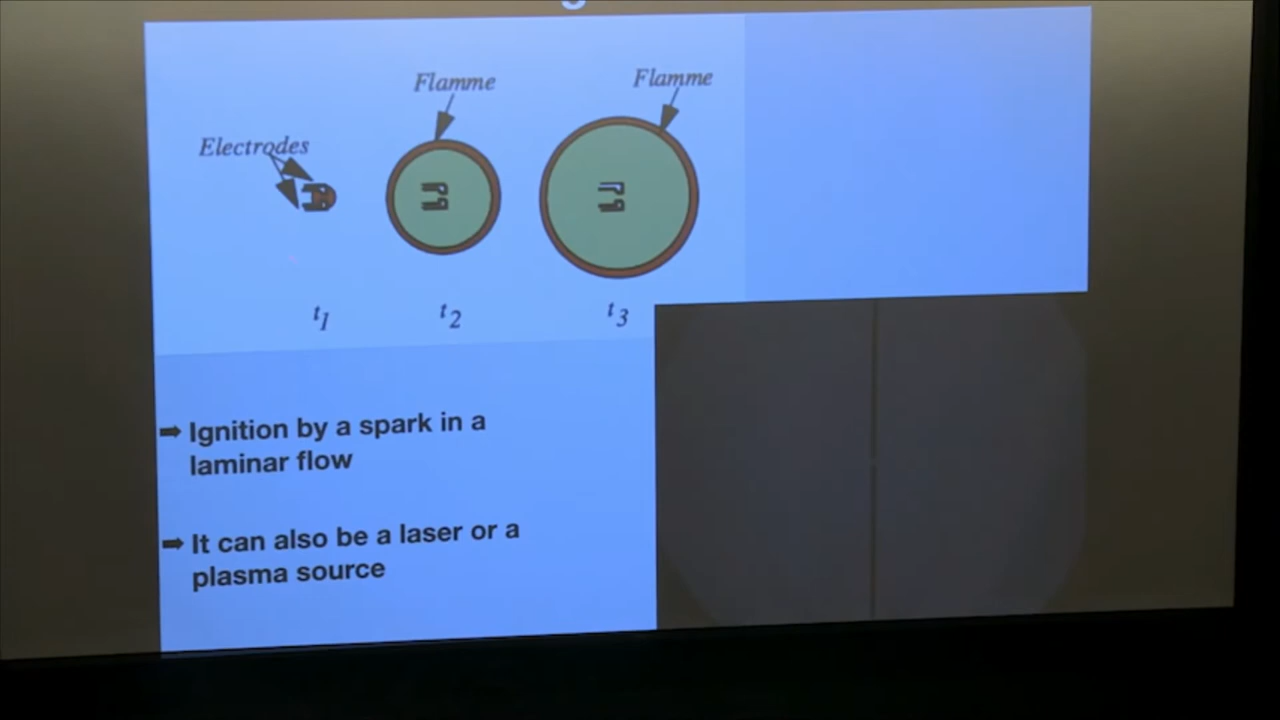 Flamme
Flamme
Electrodes
t1
t2
t3
➡ Ignition by a spark in a
laminar flow
➡ It can also be a laser or a
plasma source